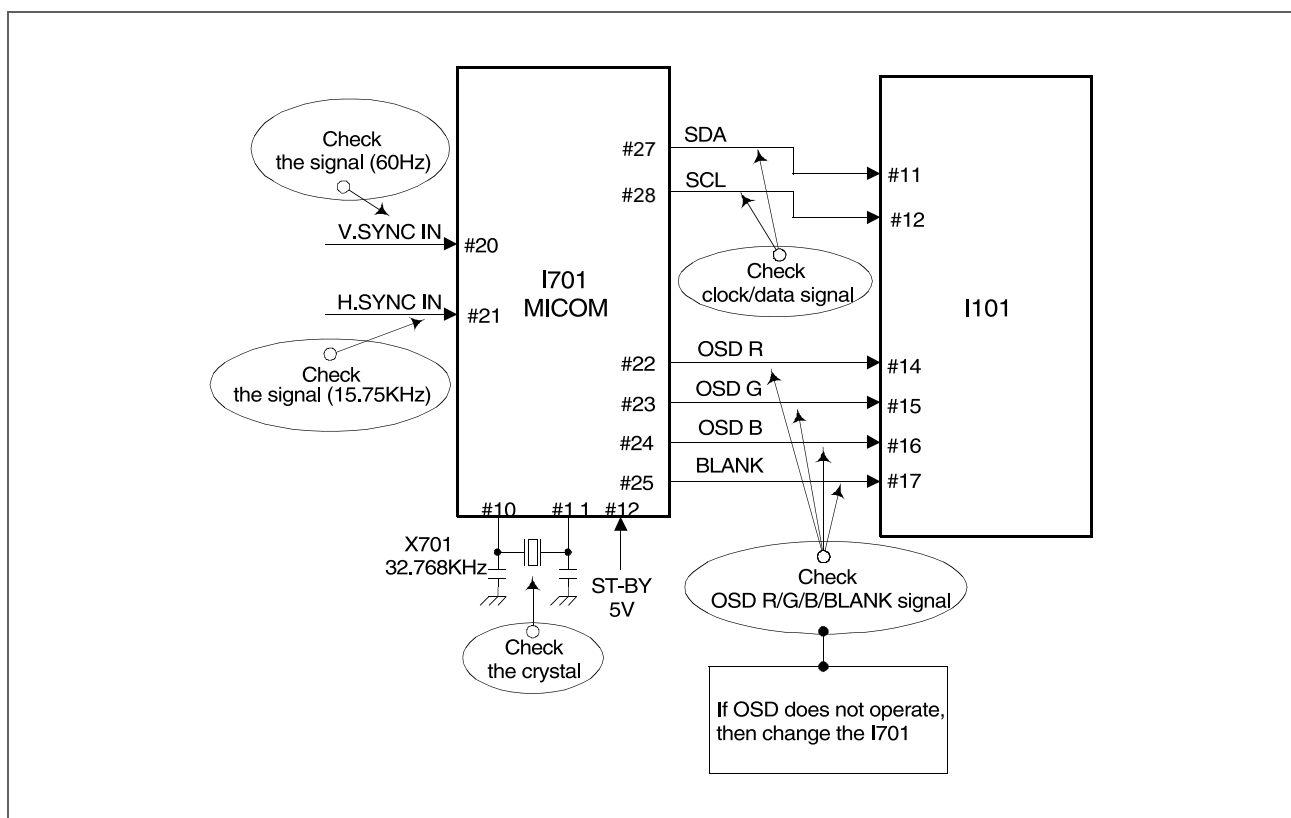 Check
the signal (60Hz)
V.SYNC IN
#20
H.SYNC IN
#21
Check
the signal (15.75KHz)
I701
MICOM
#27
#28
#22
#23
#24
#25
#10
#1 1
#12
X701
32.768KHz
ST-BY
5V
Check
the crystal
SDA
SCL
Check
clock/data signal
OSD R
OSD G
OSD B
BLANK
#11
#12
I101
#14
#15
#16
#17
Check
OSD R/G/B/BLANK signal
If OSD does not operate,
then change the I701